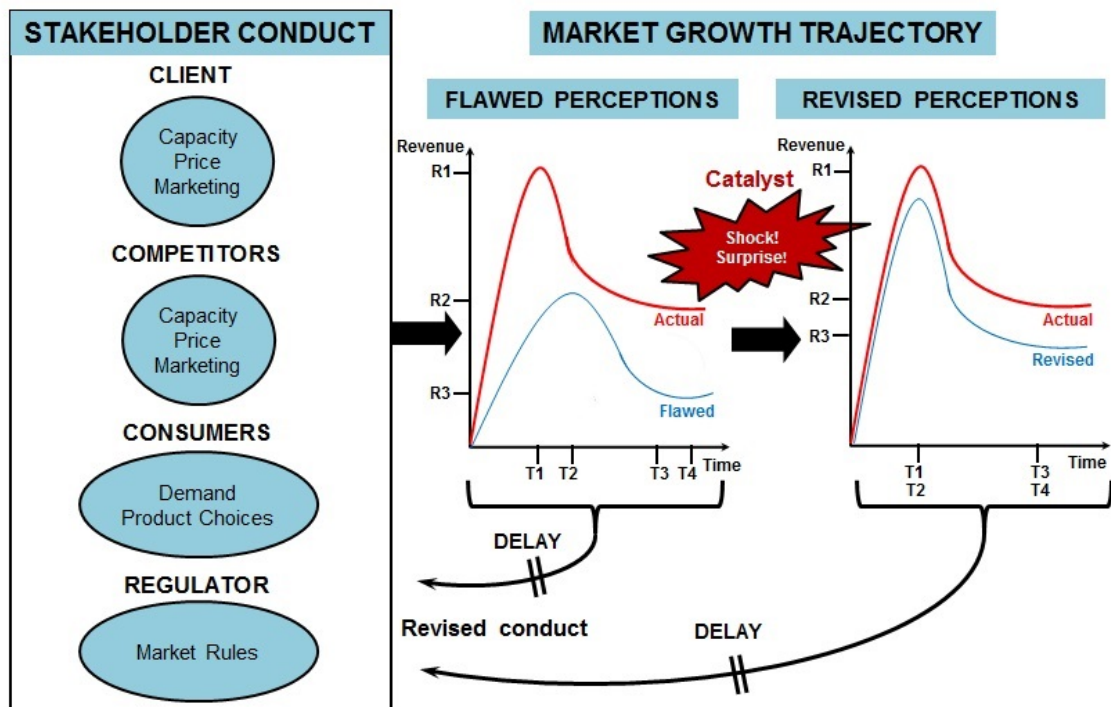 STAKEHOLDER CONDUCT
CLIENT
Capacity
Price
Marketing
COMPETITORS
Capacity
Price
Marketing
CONSUMERS
Demand
Product Choices
REGULATOR
Market Rules
MARKET GROWTH TRAJECTORY
FLAWED PERCEPTIONS
Revenue
R1
R2
R3
Actual
Flawed
T1 T2 T3 T4 Time
Catalyst
Shock!
Surprise!
REVISED PERCEPTIONS
Revenue
R1
R2
R3
Actual
Revised
Time
T1 T3
T2 T4
DELAY
Revised conduct
DELAY